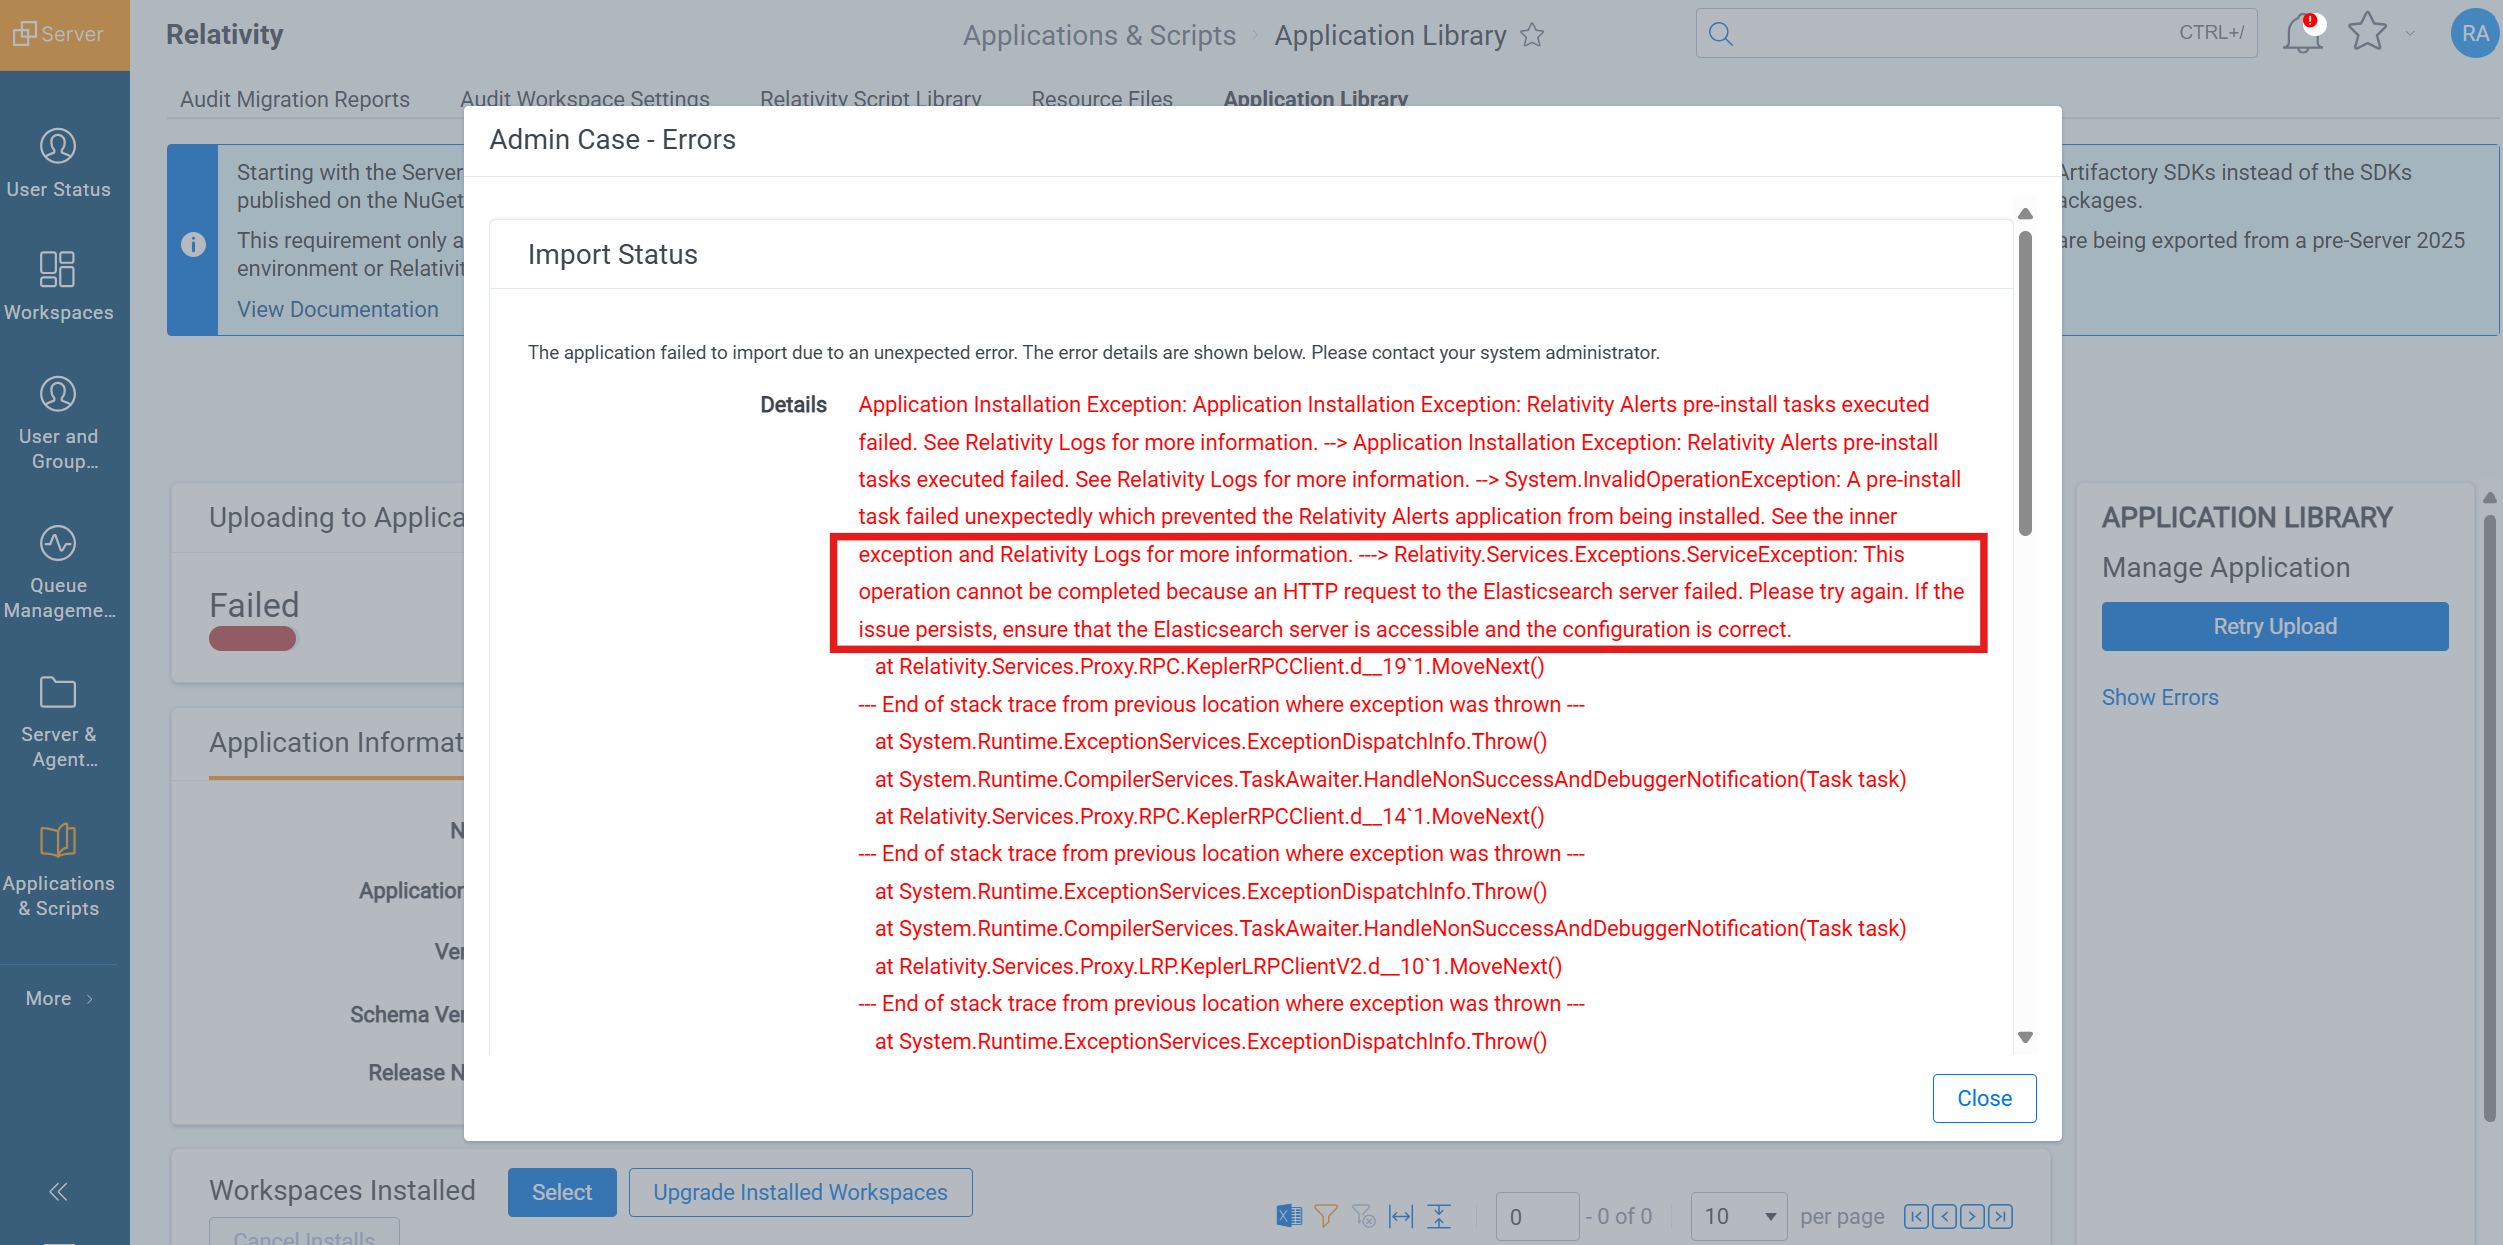 Server
Relativity
Applications & Scripts
Application Library
CTRL+/
!
RA
Audit Migration Reports
Audit Workspace Settings
Relativity Script Library
Resource Files
Application Library
User Status
Workspaces
User and
Group...
Queue
Manageme...
Server &
Agent...
Applications
& Scripts
More
Starting with the Server
published on the NuGet
This requirement only a
environment or Relativit
View Documentation
Artifactory SDKs instead of the SDKs
ackages.
are being exported from a pre-Server 2025
Uploading to Applica
Failed
Application Informat
N
Application
Ver
Schema Ver
Release N
Admin Case - Errors
Import Status
The application failed to import due to an unexpected error. The error details are shown below. Please contact your system administrator.
Details
Application Installation Exception: Application Installation Exception: Relativity Alerts pre-install tasks executed
failed. See Relativity Logs for more information. --> Application Installation Exception: Relativity Alerts pre-install
tasks executed failed. See Relativity Logs for more information. --> System.InvalidOperationException: A pre-install
task failed unexpectedly which prevented the Relativity Alerts application from being installed. See the inner
exception and Relativity Logs for more information. ---> Relativity.Services.Exceptions.ServiceException: This
operation cannot be completed because an HTTP request to the Elasticsearch server failed. Please try again. If the
issue persists, ensure that the Elasticsearch server is accessible and the configuration is correct.
at Relativity.Services.Proxy.RPC.KeplerRPCClient.d__19`1.MoveNext()
--- End of stack trace from previous location where exception was thrown ---
at System.Runtime.ExceptionServices.ExceptionDispatchInfo.Throw()
at System.Runtime.CompilerServices.TaskAwaiter.HandleNonSuccessAndDebuggerNotification(Task task)
at Relativity.Services.Proxy.RPC.KeplerRPCClient.d__14`1.MoveNext()
--- End of stack trace from previous location where exception was thrown ---
at System.Runtime.ExceptionServices.ExceptionDispatchInfo.Throw()
at System.Runtime.CompilerServices.TaskAwaiter.HandleNonSuccessAndDebuggerNotification(Task task)
at Relativity.Services.Proxy.LRP.KeplerLRPClientV2.d__10`1.MoveNext()
--- End of stack trace from previous location where exception was thrown ---
at System.Runtime.ExceptionServices.ExceptionDispatchInfo.Throw()
Close
APPLICATION LIBRARY
Manage Application
Retry Upload
Show Errors
Workspaces Installed
Select
Upgrade Installed Workspaces
Cancel Installs
0
- 0 of 0
10
per page